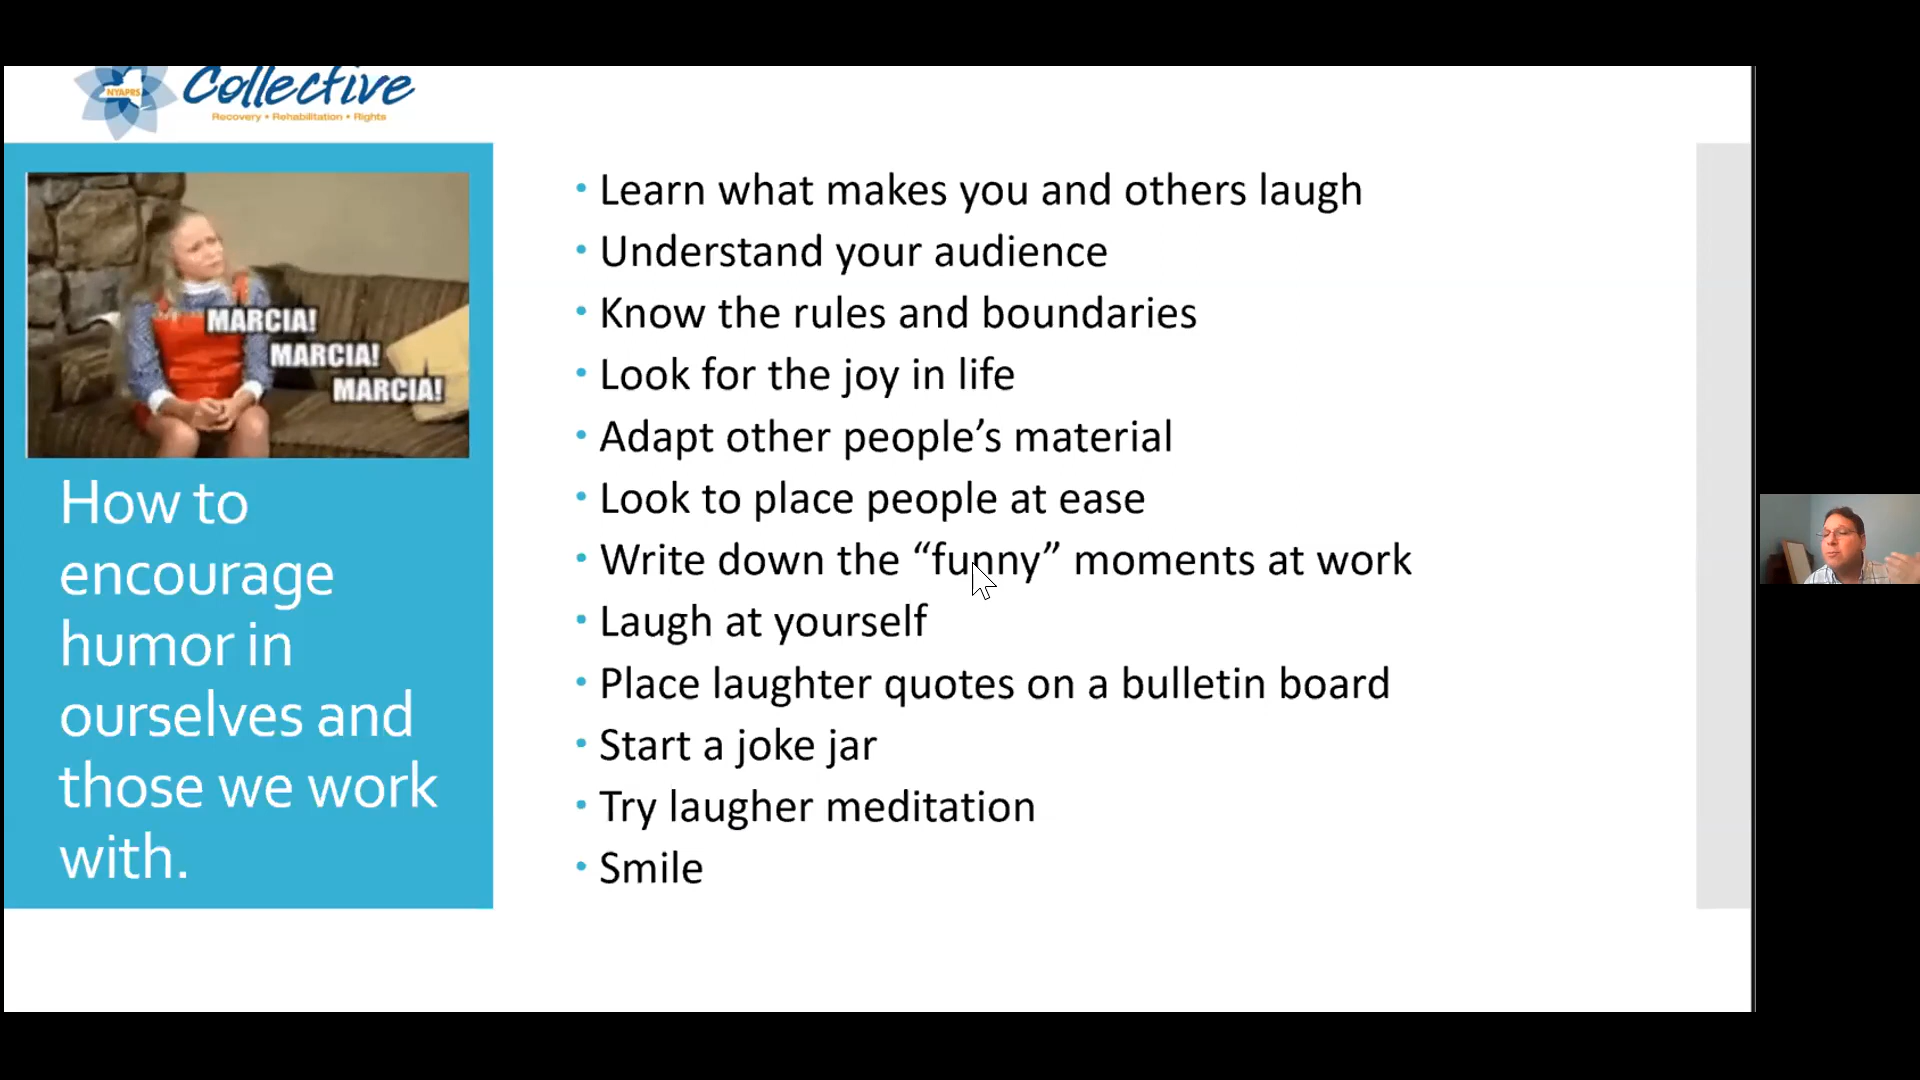 NYAPRS
Collective
Recovery • Rehabilitation • Rights
MARCIA!
MARCIA!
MARCIA!
How to
encourage
humor in
ourselves and
those we work
with.
• Learn what makes you and others laugh
• Understand your audience
• Know the rules and boundaries
• Look for the joy in life
• Adapt other people’s material
• Look to place people at ease
• Write down the “funny” moments at work
• Laugh at yourself
• Place laughter quotes on a bulletin board
• Start a joke jar
• Try laugher meditation
• Smile